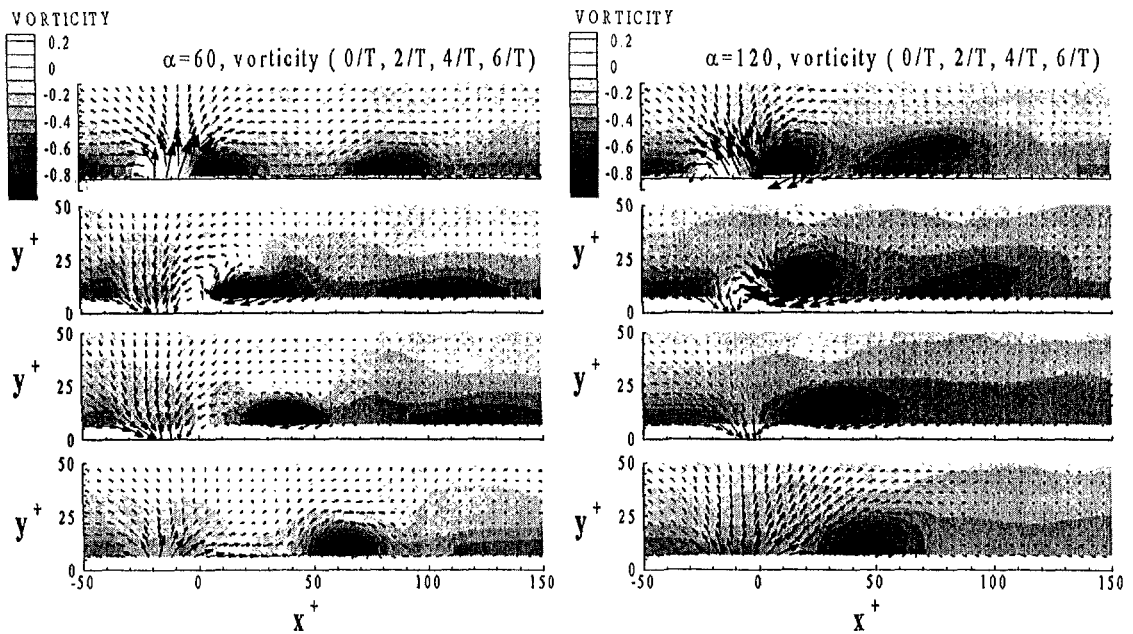 VORTICITY
0.2
0
-0.2
-0.4
-0.6
-0.8
α=60, vorticity ( 0/T, 2/T, 4/T, 6/T)
50
y+
25
0
50
y+
25
0
50
y+
25
0
-50 0 50 100 150
x+
VORTICITY
0.2
0
-0.2
-0.4
-0.6
-0.8
α=120, vorticity ( 0/T, 2/T, 4/T, 6/T)
50
y+
25
0
50
y+
25
0
50
y+
25
0
-50 0 50 100 150
x+